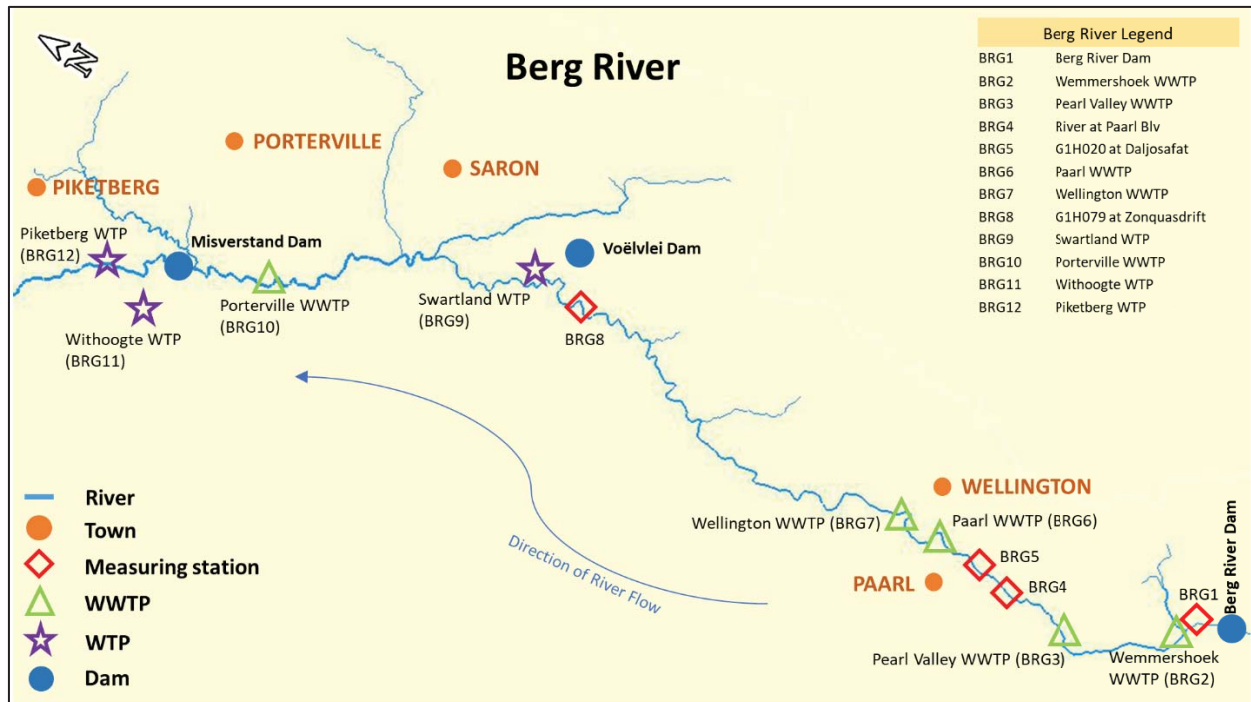 N
Berg River
Berg River Legend
BRG1 Berg River Dam
BRG2 Wemmershoek WWTP
BRG3 Pearl Valley WWTP
BRG4 River at Paarl Blv
BRG5 G1H020 at Daljosafat
BRG6 Paarl WWTP
BRG7 Wellington WWTP
BRG8 G1H079 at Zonquasdrift
BRG9 Swartland WTP
BRG10 Porterville WWTP
BRG11 Withoogte WTP
BRG12 Piketberg WTP
PORTERVILLE
SARON
PIKETBERG
Piketberg WTP
(BRG12)
Misverstand Dam
Voëlvlei Dam
Withoogte WTP
(BRG11)
Porterville WWTP
(BRG10)
Swartland WTP
(BRG9)
BRG8
Direction of River Flow
WELLINGTON
Wellington WWTP (BRG7)
Paarl WWTP (BRG6)
BRG5
PAARL
BRG4
BRG1
Berg River Dam
Pearl Valley WWTP (BRG3)
Wemmershoek
WWTP (BRG2)
River
Town
Measuring station
WWTP
WTP
Dam